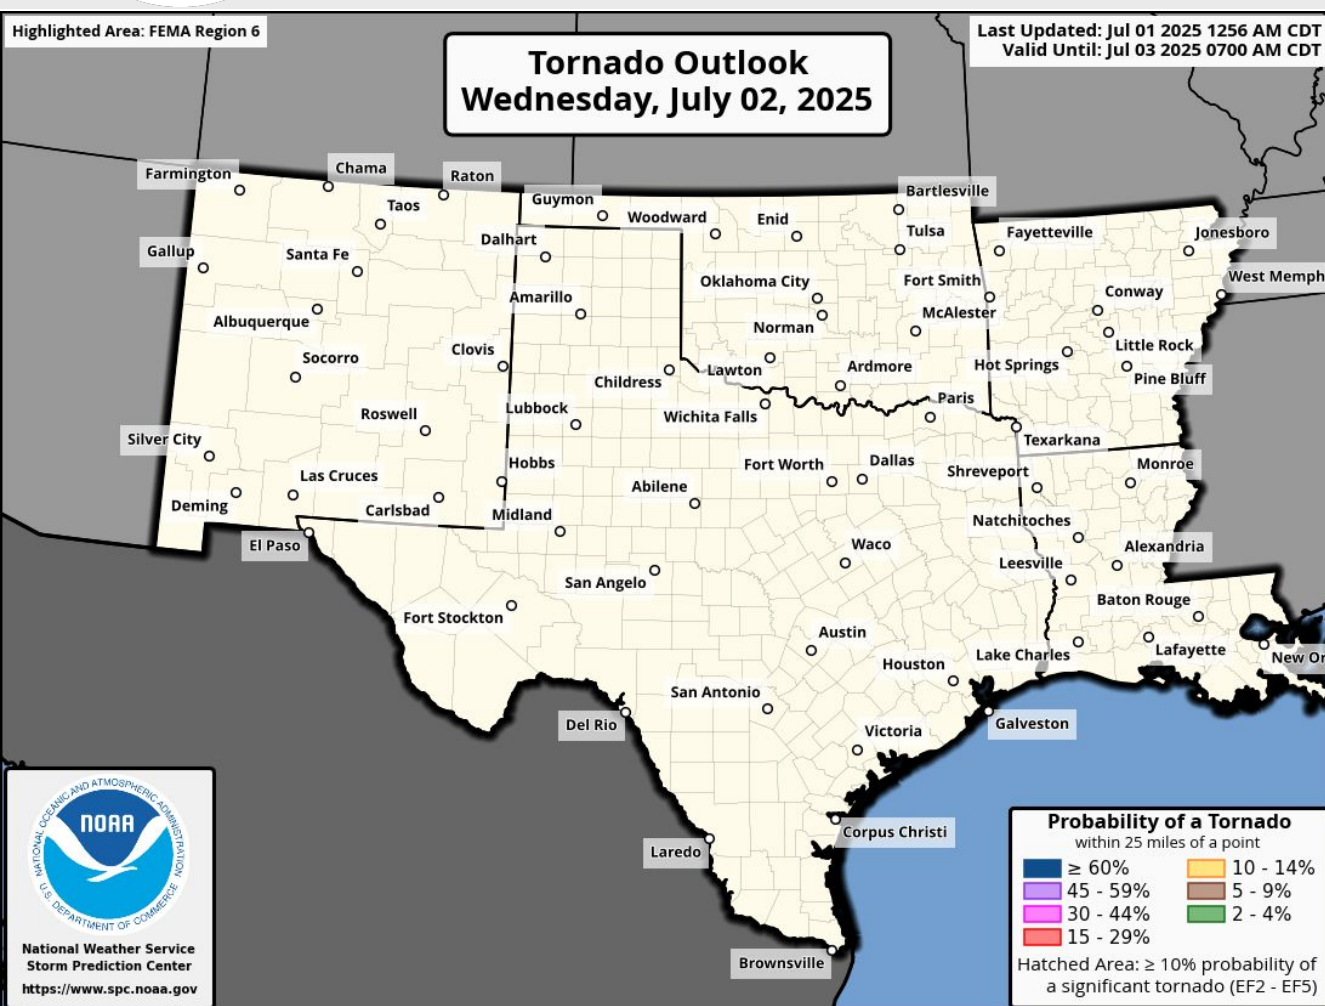 Highlighted Area: FEMA Region 6
Tornado Outlook
Wednesday, July 02, 2025
Last Updated: Jul 01 2025 1256 AM CDT
Valid Until: Jul 03 2025 0700 AM CDT
Farmington
Chama
Raton
Taos
Guymon
Woodward
Enid
Bartlesville
Tulsa
Fayetteville
Jonesboro
Gallup
Santa Fe
Dalhart
Oklahoma City
Fort Smith
West Memph
Amarillo
Conway
Albuquerque
Norman
McAlester
Little Rock
Socorro
Clovis
Childress
Lawton
Ardmore
Hot Springs
Pine Bluff
Roswell
Lubbock
Wichita Falls
Paris
Silver City
Texarkana
Las Cruces
Hobbs
Fort Worth
Dallas
Shreveport
Monroe
Deming
Carlsbad
Midland
Abilene
Natchitoches
El Paso
Waco
Alexandria
San Angelo
Leesville
Fort Stockton
Baton Rouge
Austin
Houston
Lake Charles
Lafayette
New Or
San Antonio
Del Rio
Victoria
Galveston
Corpus Christi
Laredo
Brownsville
NATIONAL OCEANIC AND ATMOSPHERIC ADMINISTRATION
NOAA
U.S. DEPARTMENT OF COMMERCE
National Weather Service
Storm Prediction Center
https://www.spc.noaa.gov
Probability of a Tornado
within 25 miles of a point
≥ 60%
45 - 59%
30 - 44%
15 - 29%
10 - 14%
5 - 9%
2 - 4%
Hatched Area: ≥ 10% probability of
a significant tornado (EF2 - EF5)